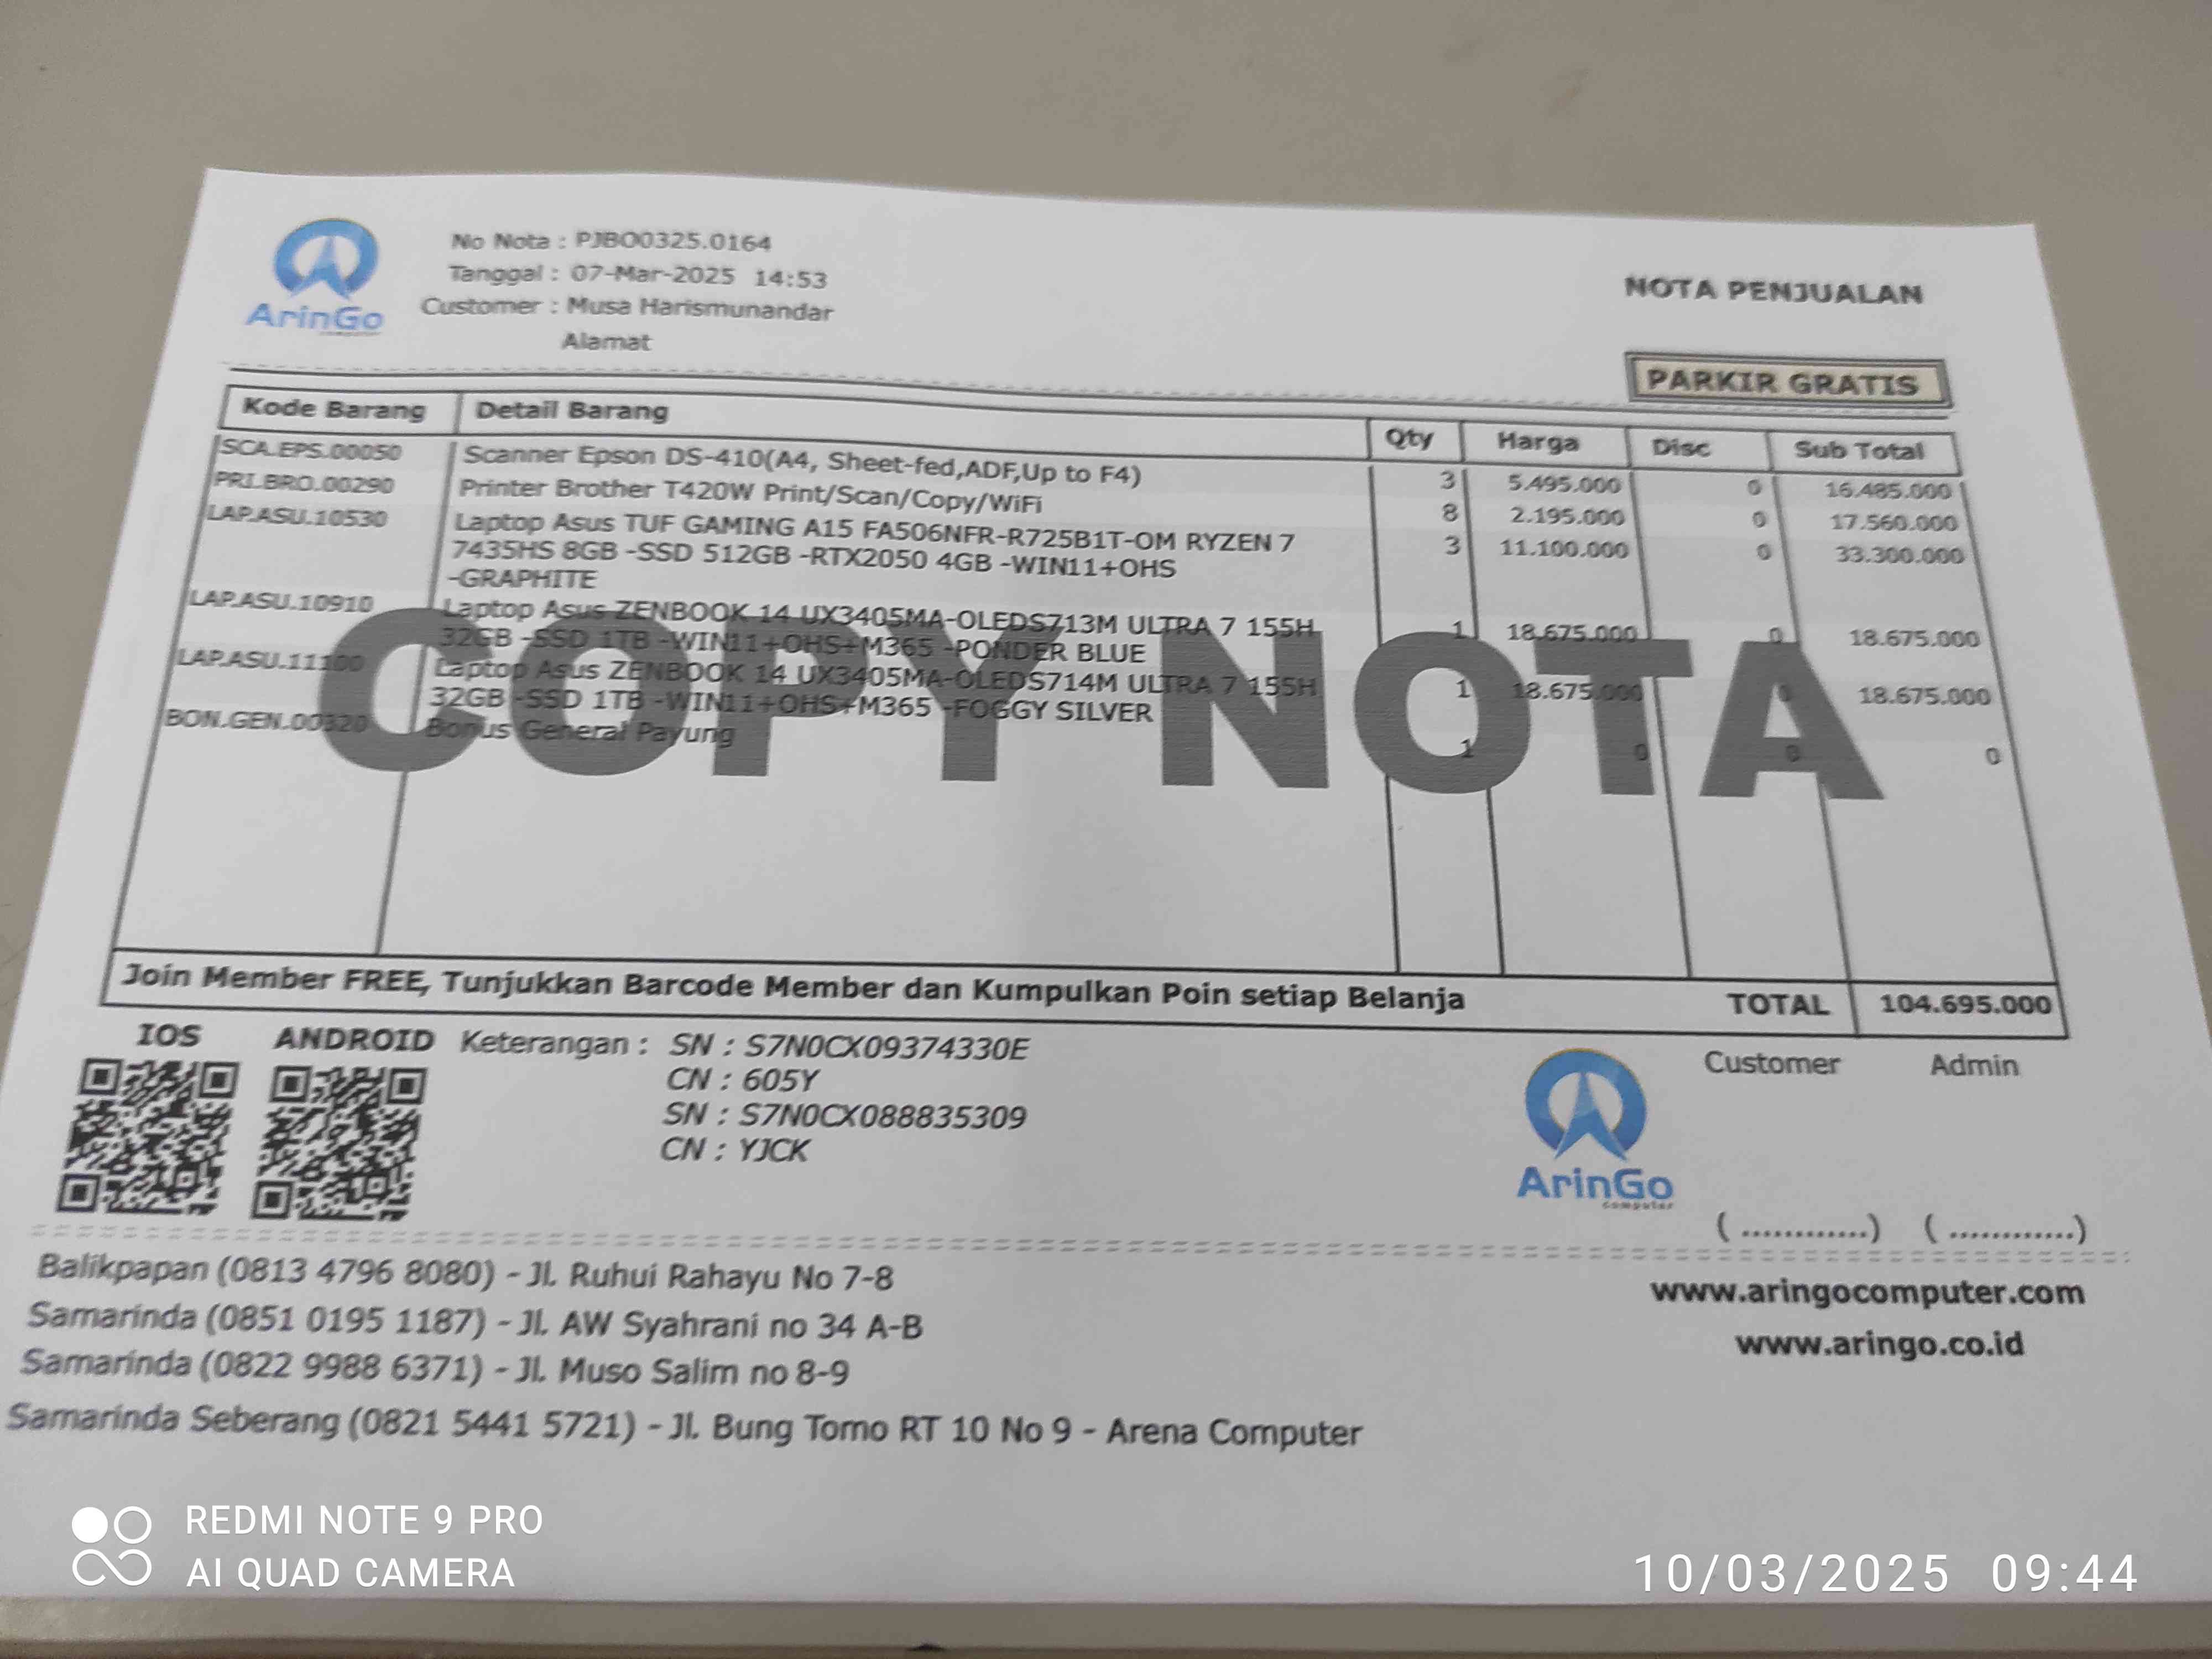 ArinGo
computer
No Nota : PJBO0325.0164
Tanggal : 07-Mar-2025 14:53
Customer : Musa Harismunandar
Alamat
NOTA PENJUALAN
PARKIR GRATIS
Kode Barang Detail Barang Qty Harga Disc Sub Total
SCA.EPS.00050 Scanner Epson DS-410(A4, Sheet-fed,ADF,Up to F4) 3 5.495.000 0 16.485.000
PRI.BRO.00290 Printer Brother T420W Print/Scan/Copy/WiFi 8 2.195.000 0 17.560.000
LAP.ASU.10530 Laptop Asus TUF GAMING A15 FA506NFR-R725B1T-OM RYZEN 7 3 11.100.000 0 33.300.000
7435HS 8GB -SSD 512GB -RTX2050 4GB -WIN11+OHS
-GRAPHITE
LAP.ASU.10910 Laptop Asus ZENBOOK 14 UX3405MA-OLEDS713M ULTRA 7 155H 1 18.675.000 0 18.675.000
32GB -SSD 1TB -WIN11+OHS+M365 -PONDER BLUE
LAP.ASU.11100 Laptop Asus ZENBOOK 14 UX3405MA-OLEDS714M ULTRA 7 155H 1 18.675.000 0 18.675.000
32GB -SSD 1TB -WIN11+OHS+M365 -FOGGY SILVER
BON.GEN.00320 Bonus General Payung 1 0 0 0
COPY NOTA
Join Member FREE, Tunjukkan Barcode Member dan Kumpulkan Poin setiap Belanja TOTAL 104.695.000
IOS ANDROID Keterangan : SN : S7N0CX09374330E
CN : 605Y
SN : S7N0CX088835309
CN : YJCK
ArinGo
computer
Customer Admin
( ............) ( ............)
Balikpapan (0813 4796 8080) - Jl. Ruhui Rahayu No 7-8
Samarinda (0851 0195 1187) - Jl. AW Syahrani no 34 A-B
Samarinda (0822 9988 6371) - Jl. Muso Salim no 8-9
Samarinda Seberang (0821 5441 5721) - Jl. Bung Tomo RT 10 No 9 - Arena Computer
www.aringocomputer.com
www.aringo.co.id
REDMI NOTE 9 PRO
AI QUAD CAMERA
10/03/2025 09:44